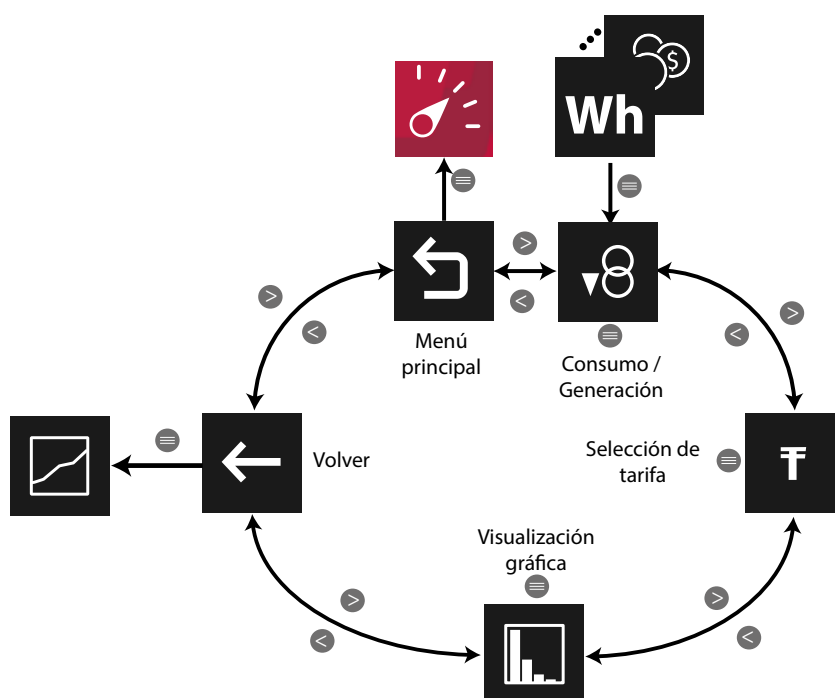 $
Wh
>
<
Menú
principal
Consumo /
Generación
>
<
>
<
Volver
Selección de
tarifa
Ŧ
Visualización
gráfica
>
<
>
<